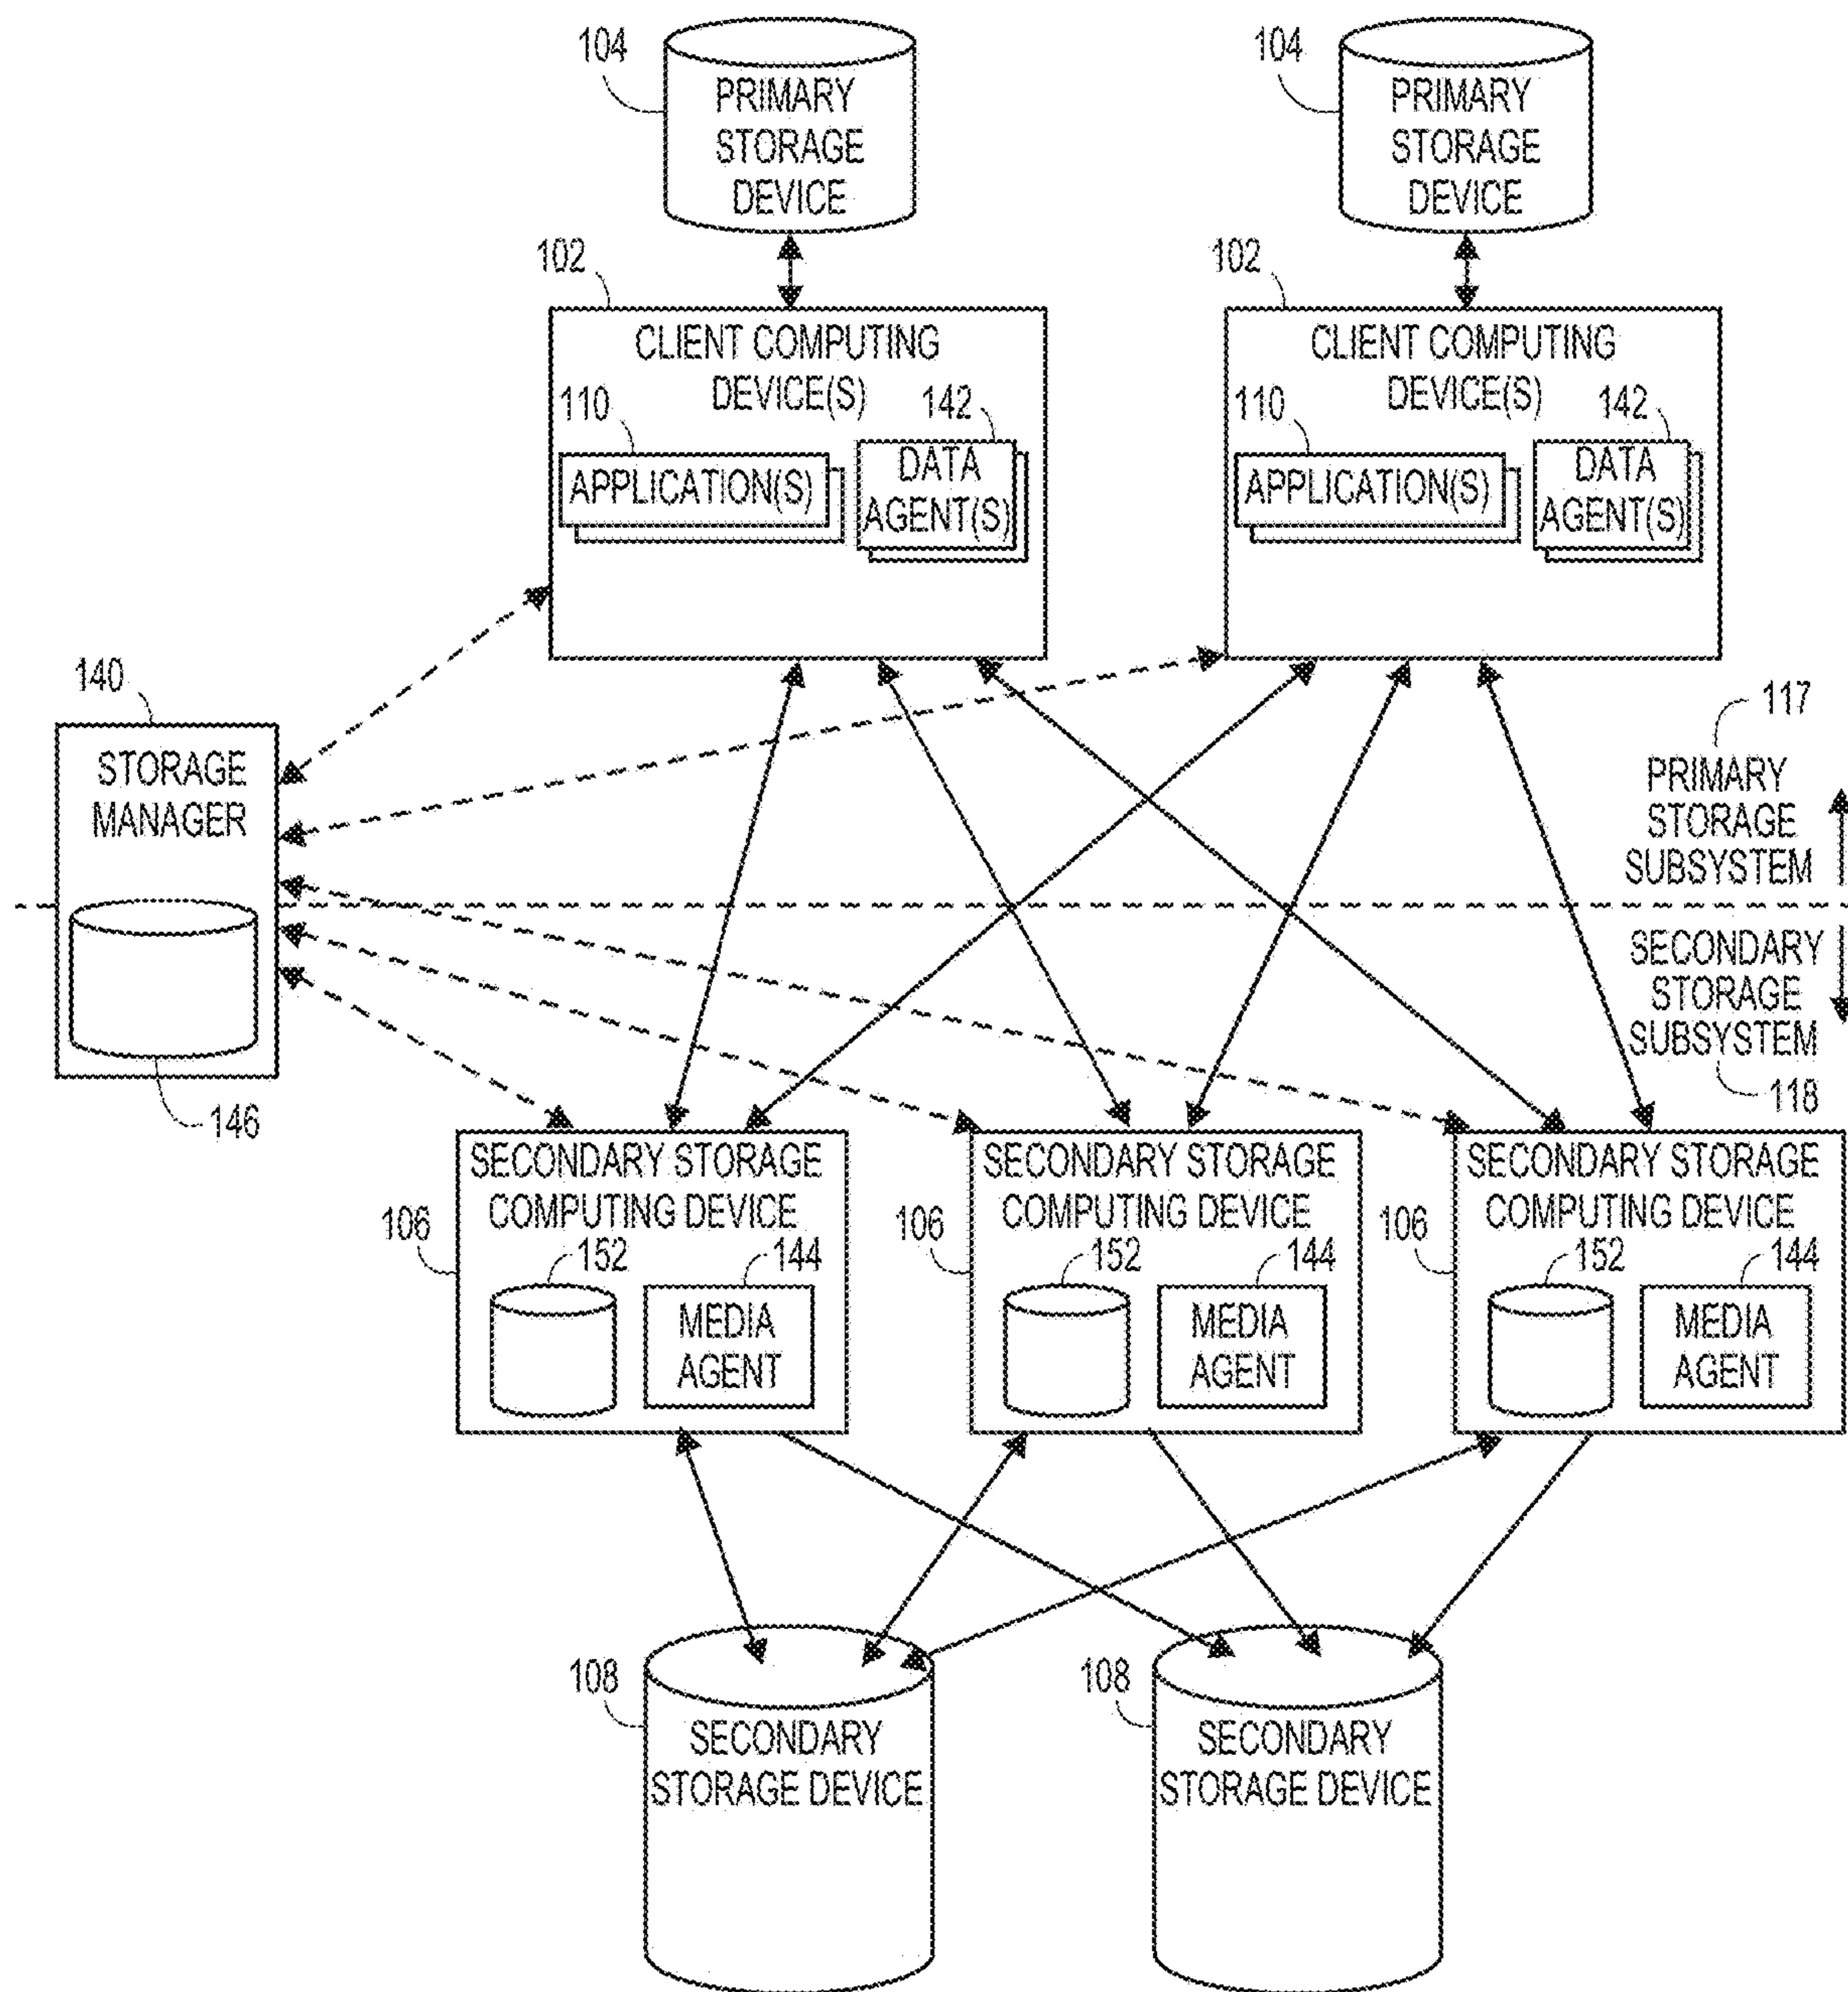 104
PRIMARY
STORAGE
DEVICE
104
PRIMARY
STORAGE
DEVICE
102
CLIENT COMPUTING
DEVICE(S)
110
142
APPLICATION(S)
DATA
AGENT(S)
102
CLIENT COMPUTING
DEVICE(S)
110
142
APPLICATION(S)
DATA
AGENT(S)
140
STORAGE
MANAGER
146
117
PRIMARY
STORAGE
SUBSYSTEM
SECONDARY
STORAGE
SUBSYSTEM
118
SECONDARY STORAGE
COMPUTING DEVICE
106
152
144
MEDIA
AGENT
SECONDARY STORAGE
COMPUTING DEVICE
106
152
144
MEDIA
AGENT
SECONDARY STORAGE
COMPUTING DEVICE
106
152
144
MEDIA
AGENT
108
SECONDARY
STORAGE DEVICE
108
SECONDARY
STORAGE DEVICE